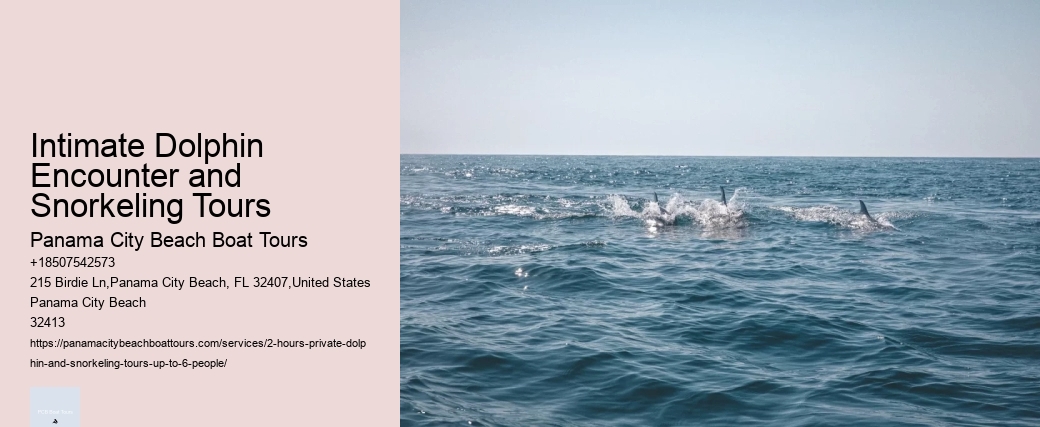 Intimate Dolphin
Encounter and
Snorkeling Tours
Panama City Beach Boat Tours
+18507542573
215 Birdie Ln,Panama City Beach, FL 32407,United States
Panama City Beach
32413
https://panamacitybeachboattours.com/services/2-hours-private-dolp
hin-and-snorkeling-tours-up-to-6-people/